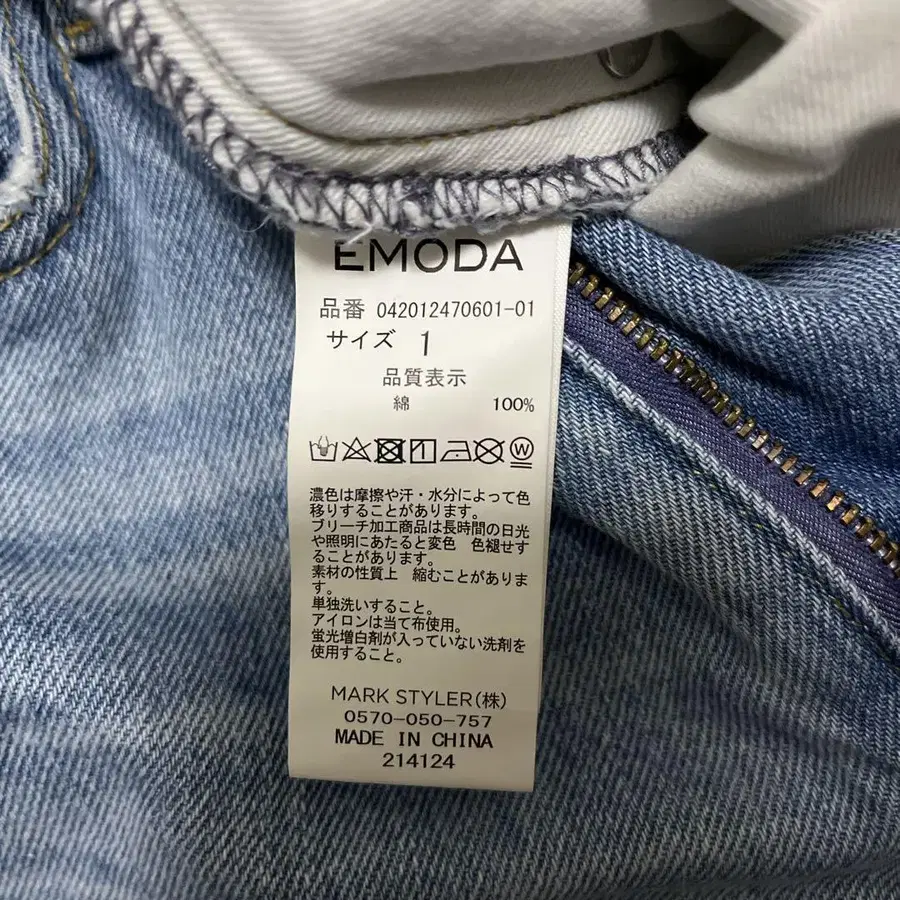 EMODA
品番 042012470601-01
サイズ 1
品質表示
綿 100%
濃色は摩擦や汗・水分によって色
移りすることがあります。
ブリーチ加工商品は長時間の日光
や照明にあたると変色 色褪せす
ることがあります。
素材の性質上 縮むことがありま
す。
単独洗いすること。
アイロンは当て布使用。
蛍光増白剤が入っていない洗剤を
使用すること。
MARK STYLER(株)
0570-050-757
MADE IN CHINA
214124